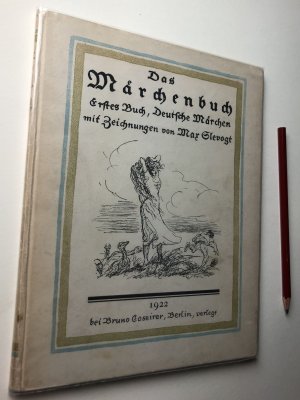 Das
Märchenbuch
Erstes Buch, Deutsche Märchen
mit Zeichnungen von Max Slevogt
1922
bei Bruno Cassirer, Berlin, verlegt